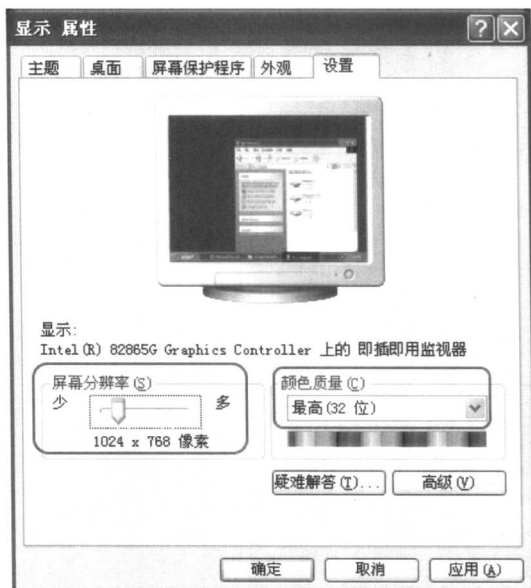 显示 属性
主题 桌面 屏幕保护程序 外观 设置
显示:
Intel(R) 82865G Graphics Controller 上的 即插即用监视器
屏幕分辨率(S) 颜色质量(C)
少 多 最高(32 位)
1024 x 768 像素
疑难解答(T)... 高级(V)
确定 取消 应用(A)